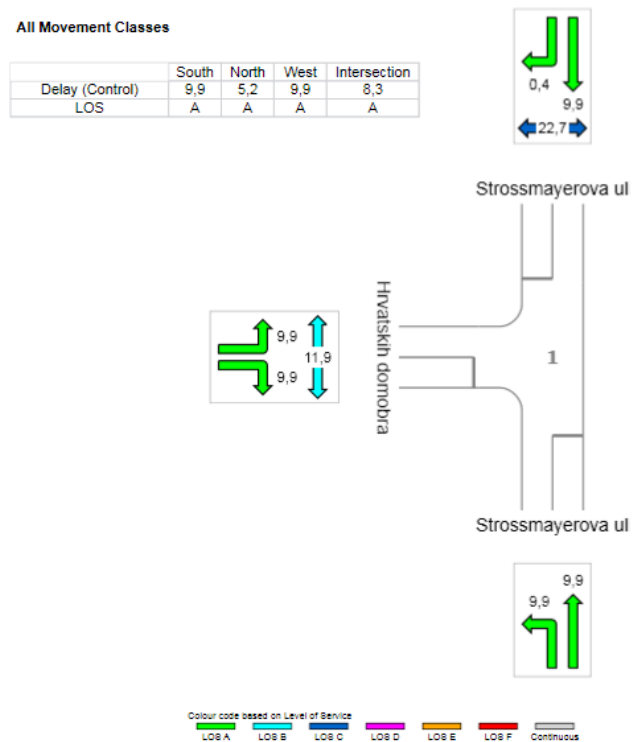 All Movement Classes
South North West Intersection
Delay (Control) 9,9 5,2 9,9 8,3
LOS A A A A
0,4
9,9
22,7
Strossmayerova ul
Hrvatskih domobra
9,9
11,9
9,9
1
Strossmayerova ul
9,9
9,9
Colour code based on Level of Service
LOS A LOS B LOS C LOS D LOS E LOS F Continuous